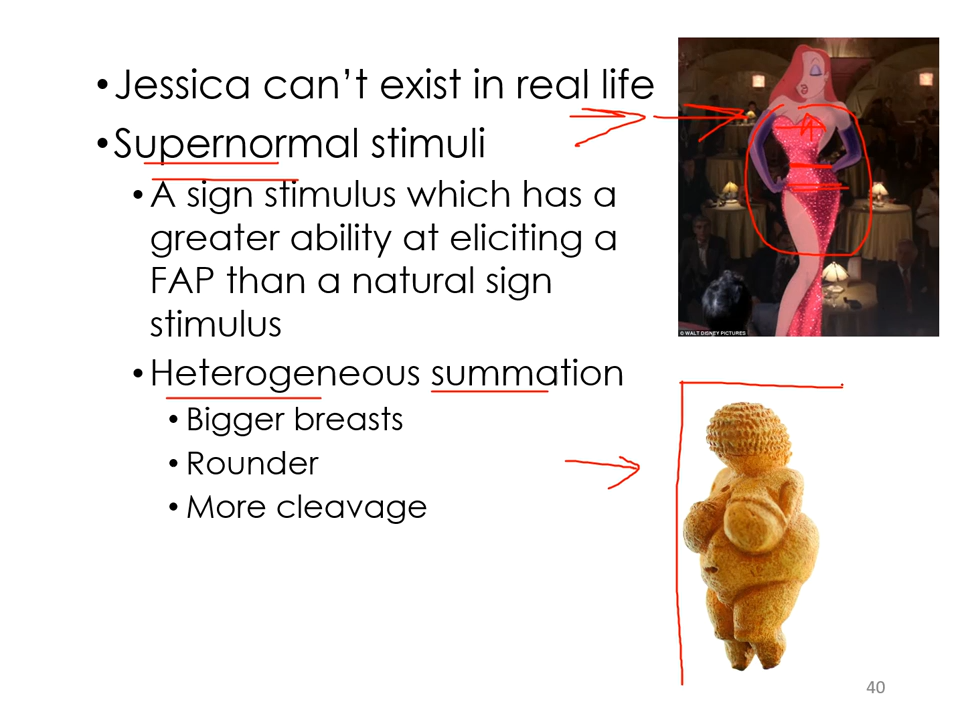 • Jessica can’t exist in real life
• Supernormal stimuli
• A sign stimulus which has a
greater ability at eliciting a
FAP than a natural sign
stimulus
• Heterogeneous summation
• Bigger breasts
• Rounder
• More cleavage
© WALT DISNEY PICTURES
40